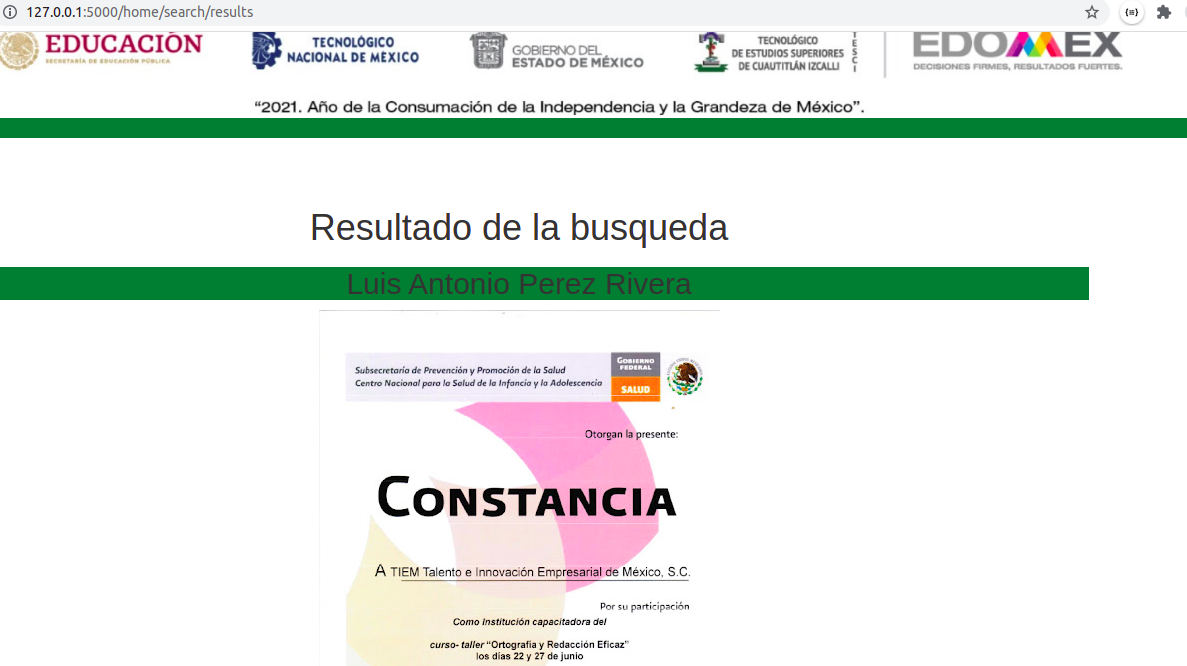 127.0.0.1:5000/home/search/results
EDUCACIÓN
SECRETARÍA DE EDUCACIÓN PÚBLICA
TECNOLÓGICO
NACIONAL DE MÉXICO
GOBIERNO DEL
ESTADO DE MÉXICO
TECNOLÓGICO
DE ESTUDIOS SUPERIORES
DE CUAUTITLÁN IZCALLI
TESCI
EDOMEX
DECISIONES FIRMES, RESULTADOS FUERTES.
“2021. Año de la Consumación de la Independencia y la Grandeza de México”.
Resultado de la busqueda
Luis Antonio Perez Rivera
Subsecretaría de Prevención y Promoción de la Salud
Centro Nacional para la Salud de la Infancia y la Adolescencia
GOBIERNO
FEDERAL
SALUD
Otorgan la presente:
CONSTANCIA
A TIEM Talento e Innovación Empresarial de México, S.C.
Por su participación
Como institución capacitadora del
curso- taller “Ortografía y Redacción Eficaz”
los días 22 y 27 de junio